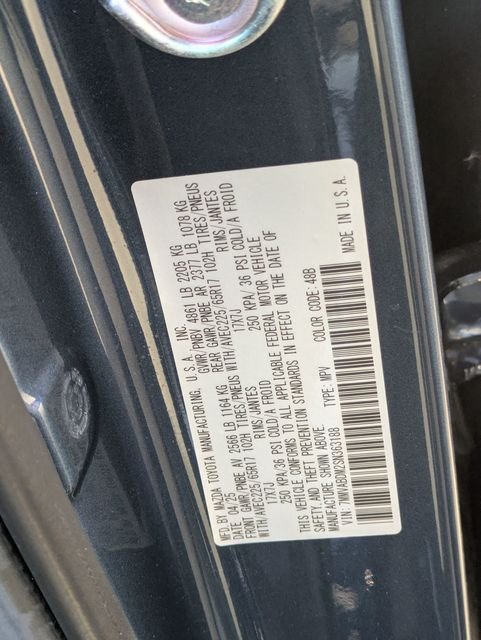 MFD. BY MAZDA TOYOTA MANUFACTURING, U.S.A. INC.
DATE 04/25 GVWR/PNBV 4861 LB 2205 KG
FRONT GAWR/PNBE AV 2566 LB 1164 KG REAR GAWR/PNBE AR 2377 LB 1078 KG
WITH/AVEC225/65R17 102H TIRES/PNEUS WITH/AVEC225/65R17 102H TIRES/PNEUS
17X7J RIMS/JANTES 17X7J RIMS/JANTES
250 KPA/36 PSI COLD/A FROID 250 KPA/ 36 PSI COLD/A FROID
THIS VEHICLE CONFORMS TO ALL APPLICABLE FEDERAL MOTOR VEHICLE
SAFETY, AND THEFT PREVENTION STANDARDS IN EFFECT ON THE DATE OF
MANUFACTURE SHOWN ABOVE.
TYPE: MPV COLOR CODE: 48B
MADE IN U.S.A.